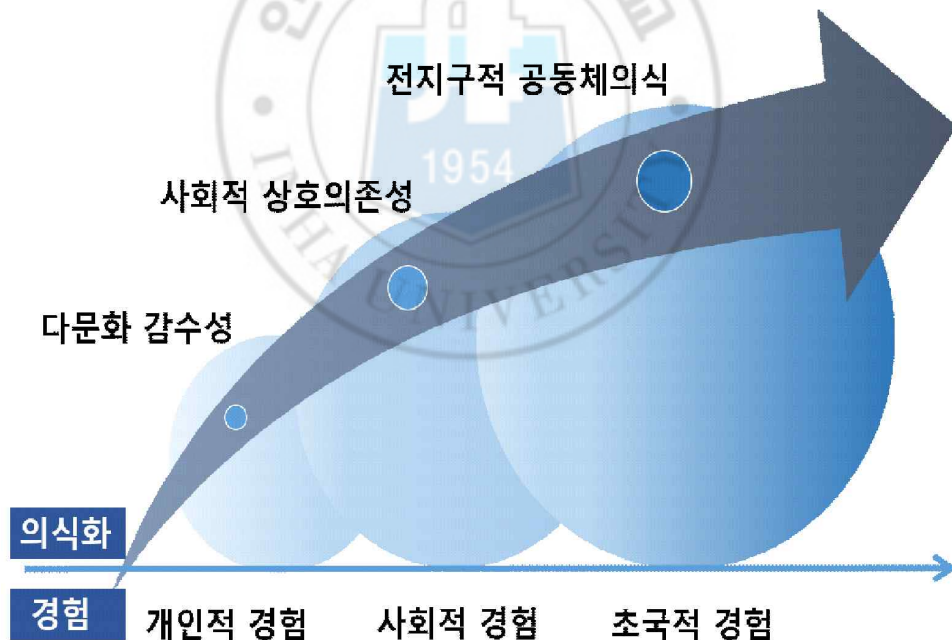 전지구적 공동체의식
1954
사회적 상호의존성
INHA UNIVERSITY
다문화 감수성
의식화
경험
개인적 경험
사회적 경험
초국적 경험